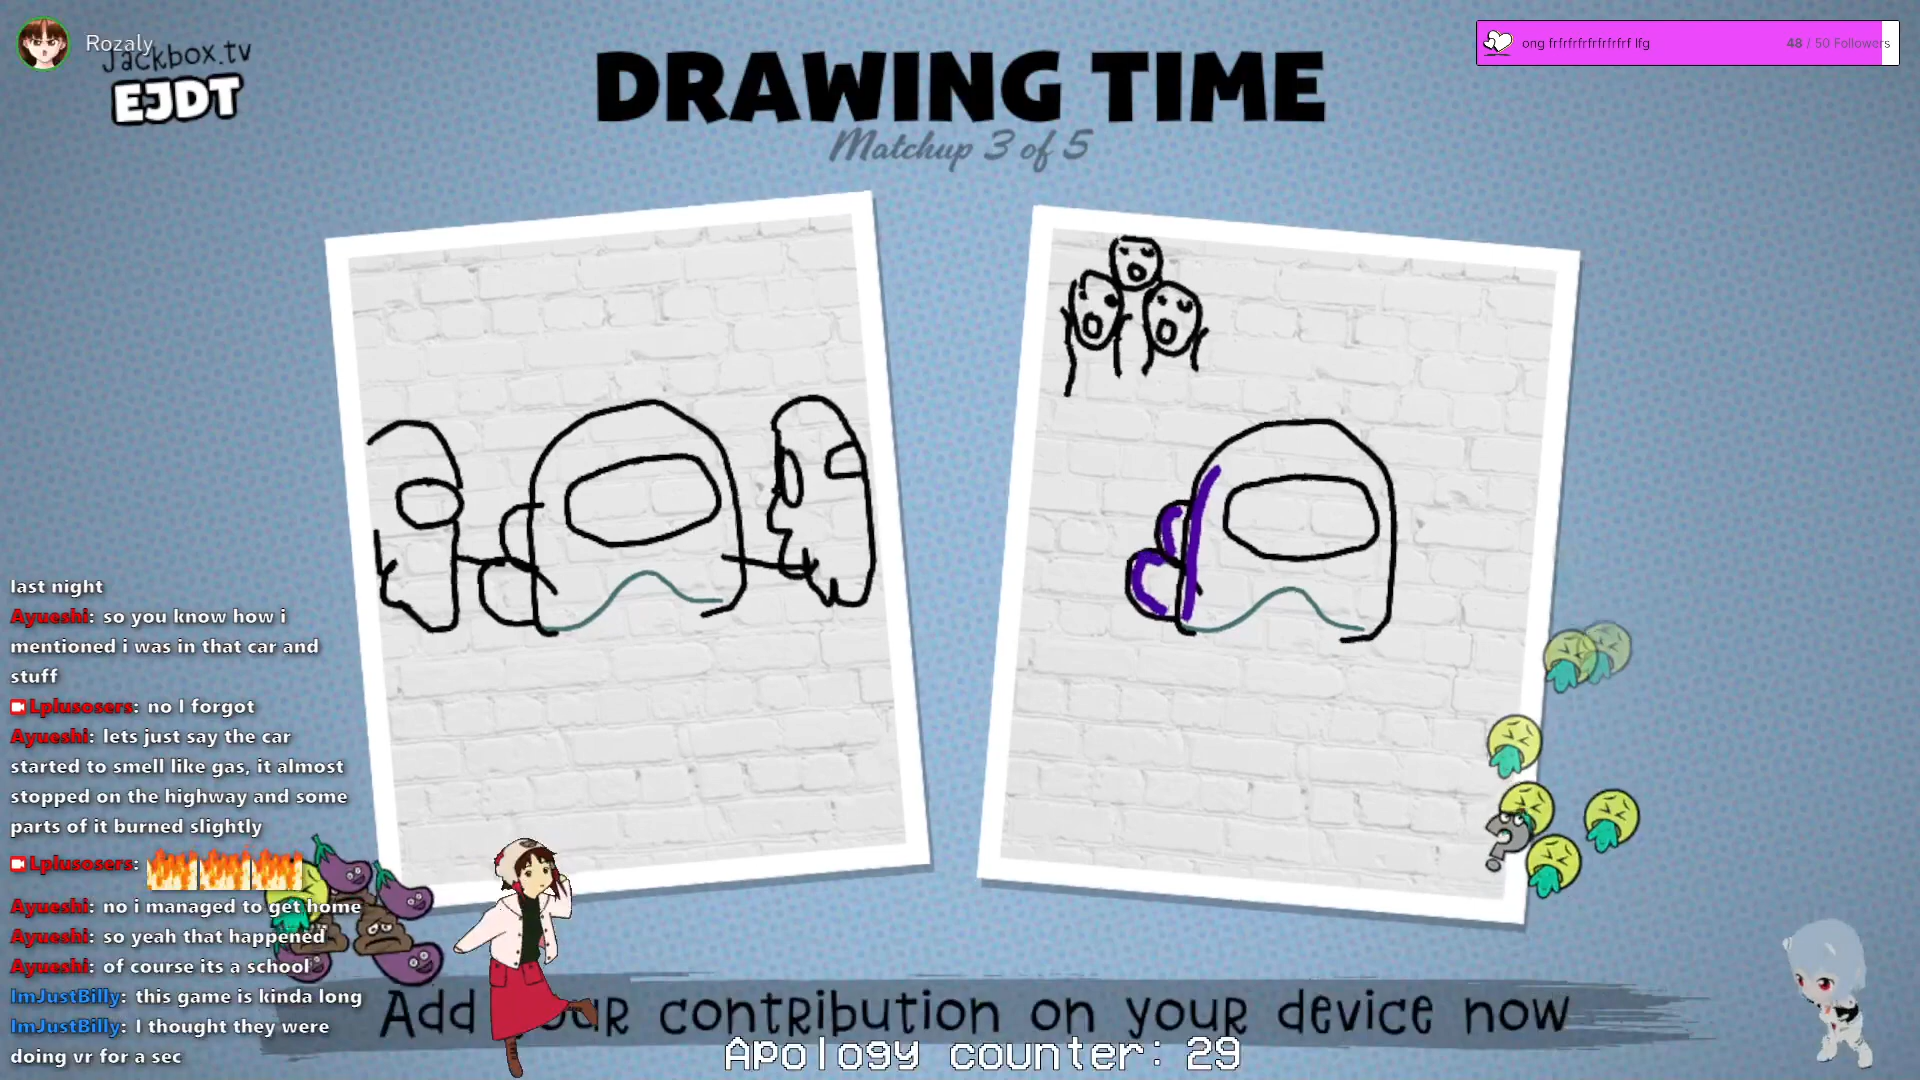 Rozaly
Jackbox.tv
EJDT
DRAWING TIME
Matchup 3 of 5
ong frfrfrfrfrfrfrfrf lfg
48 / 50 Followers
last night
Ayueshi: so you know how i
mentioned i was in that car and
stuff
Lplusosers: no I forgot
Ayueshi: lets just say the car
started to smell like gas, it almost
stopped on the highway and some
parts of it burned slightly
Lplusosers:
Ayueshi: no i managed to get home
Ayueshi: so yeah that happened
Ayueshi: of course its a school
ImJustBilly: this game is kinda long
ImJustBilly: I thought they were
doing vr for a sec
Add your contribution on your device now
Apology counter: 29